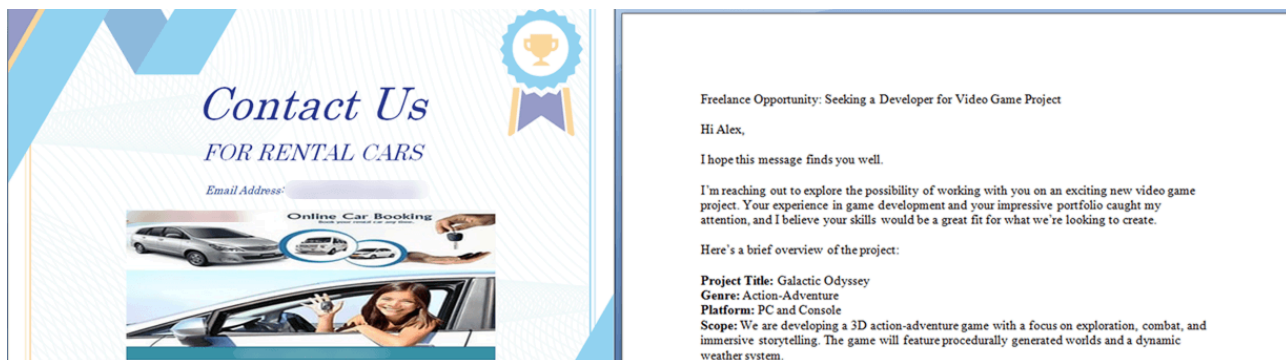 Contact Us
FOR RENTAL CARS
Email Address:
Online Car Booking
Book your rental car any time.
Freelance Opportunity: Seeking a Developer for Video Game Project
Hi Alex,
I hope this message finds you well.
I'm reaching out to explore the possibility of working with you on an exciting new video game
project. Your experience in game development and your impressive portfolio caught my
attention, and I believe your skills would be a great fit for what we're looking to create.
Here's a brief overview of the project:
Project Title: Galactic Odyssey
Genre: Action-Adventure
Platform: PC and Console
Scope: We are developing a 3D action-adventure game with a focus on exploration, combat, and
immersive storytelling. The game will feature procedurally generated worlds and a dynamic
weather system.